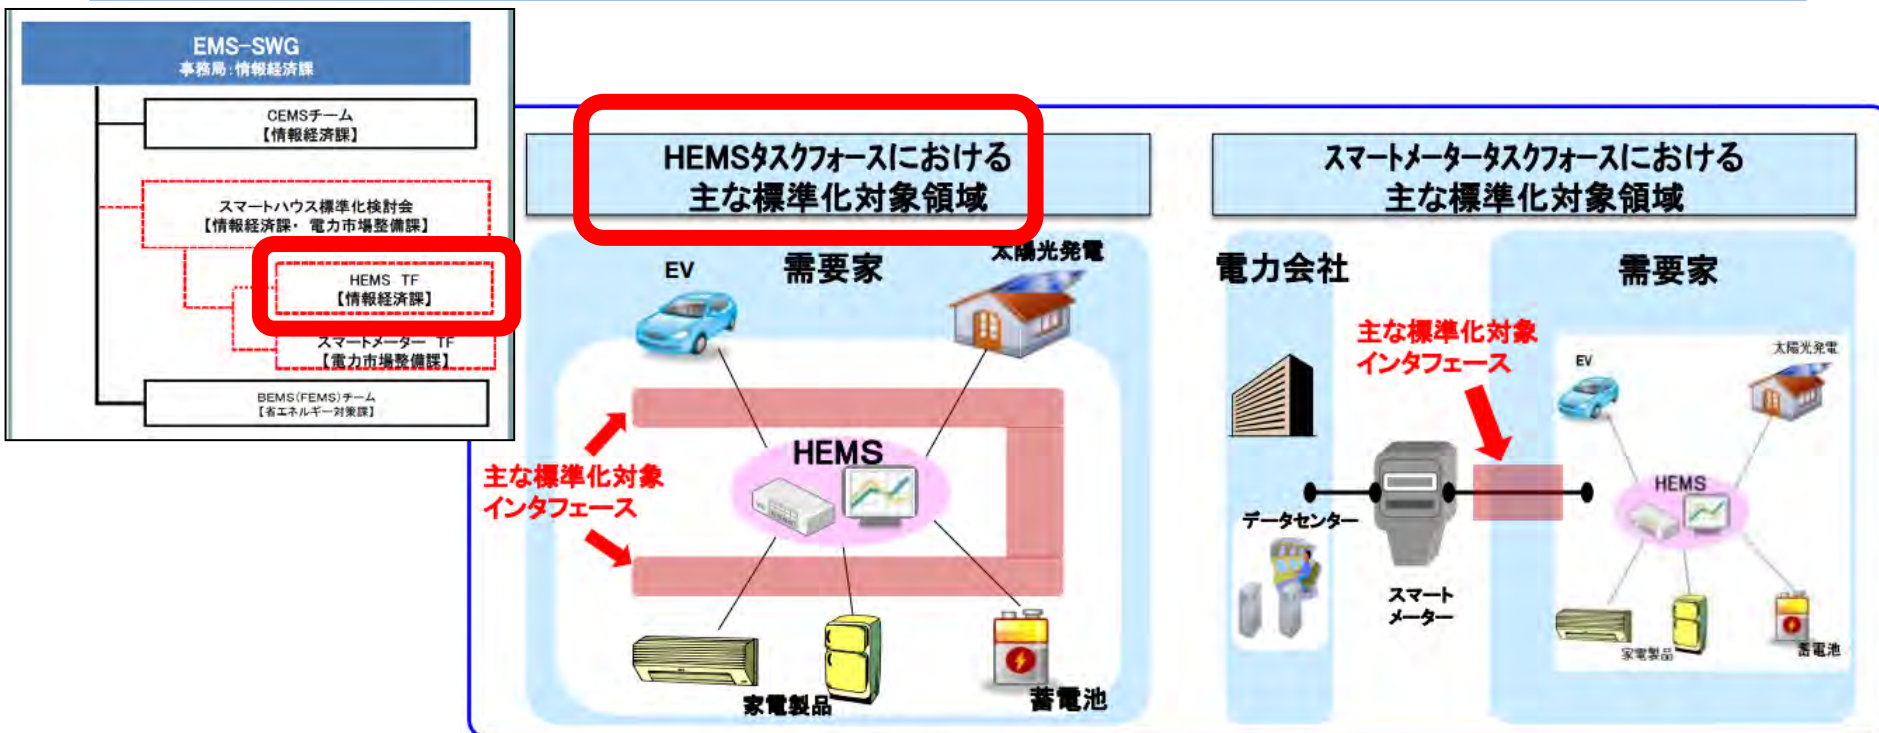 EMS-SWG
事務局:情報経済課
CEMSチーム
【情報経済課】
スマートハウス標準化検討会
【情報経済課・ 電力市場整備課】
HEMS TF
【情報経済課】
スマートメーター TF
【電力市場整備課】
BEMS(FEMS)チーム
【省エネルギー対策課】
HEMSタスクフォースにおける
主な標準化対象領域
EV
需要家
太陽光発電
主な標準化対象
インタフェース
HEMS
家電製品
蓄電池
スマートメータータスクフォースにおける
主な標準化対象領域
電力会社
需要家
主な標準化対象
インタフェース
EV
太陽光発電
データセンター
スマート
メーター
HEMS
家電製品
蓄電池